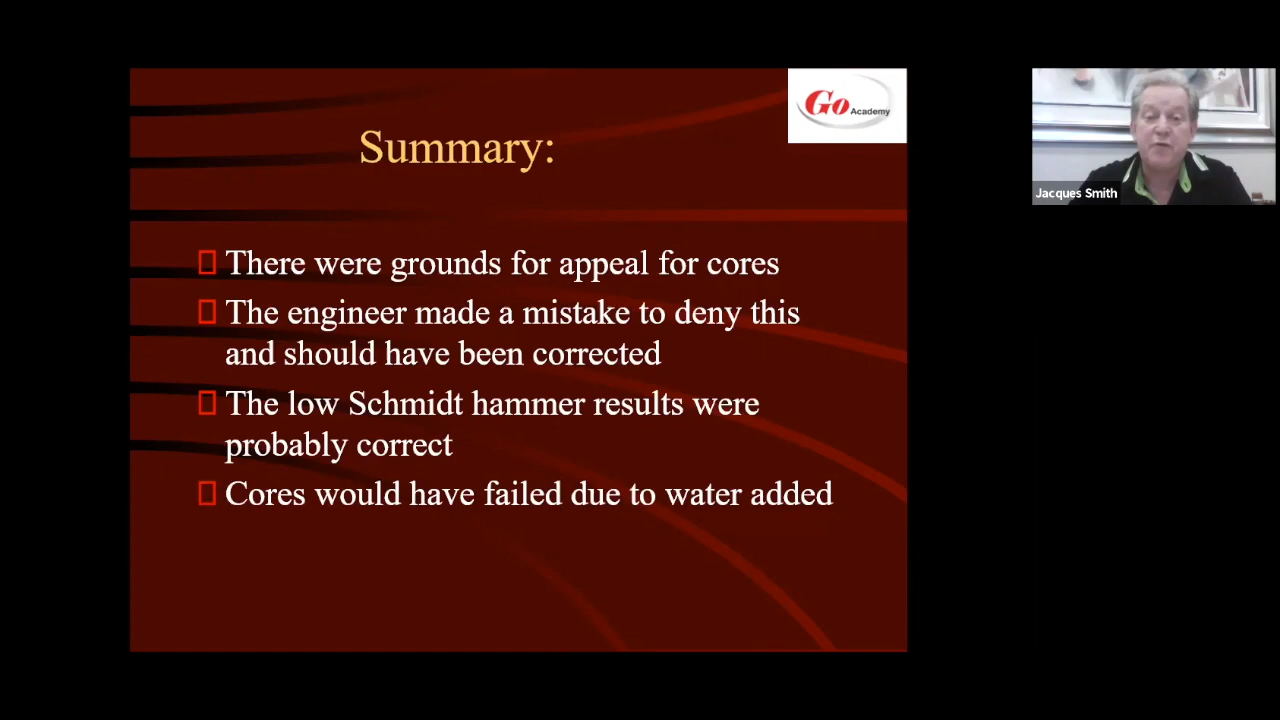 Go Academy
Summary:
There were grounds for appeal for cores
The engineer made a mistake to deny this
and should have been corrected
The low Schmidt hammer results were
probably correct
Cores would have failed due to water added
Jacques Smith